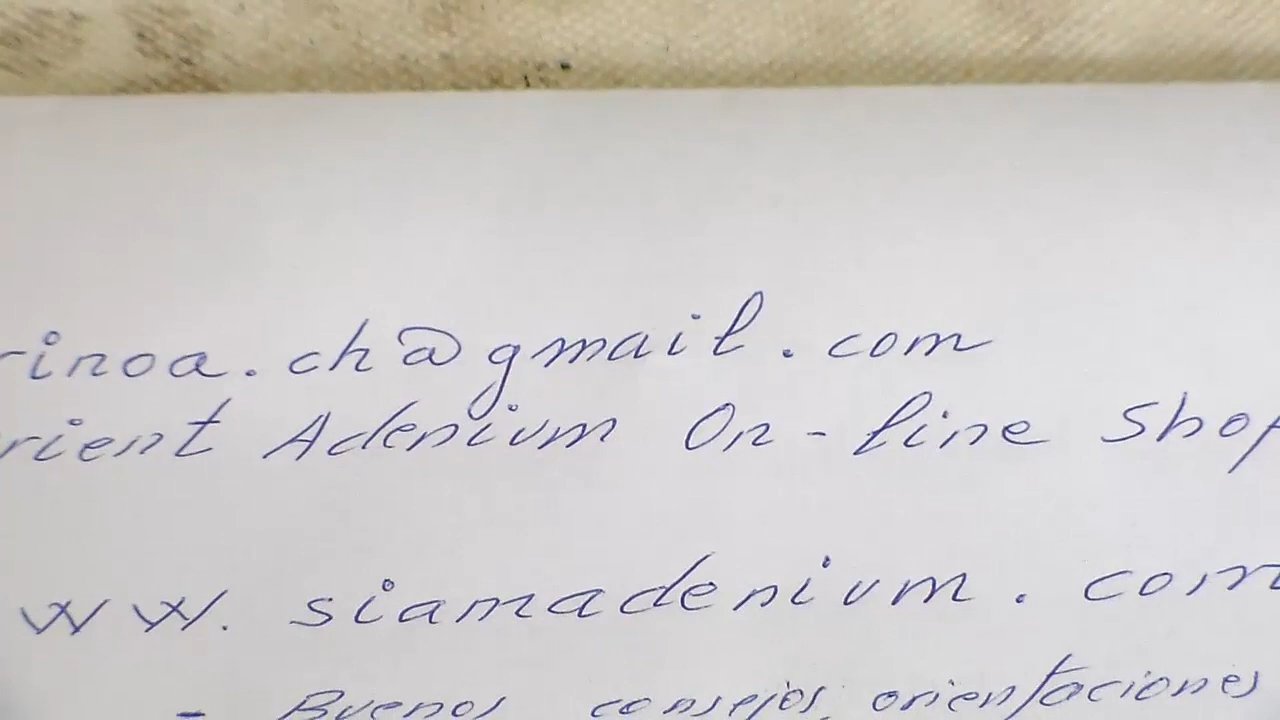 rinoa.ch@gmail.com
rient Adenium On-line Shop
ww.siamadenium.com
- Buenos consejos, orientaciones